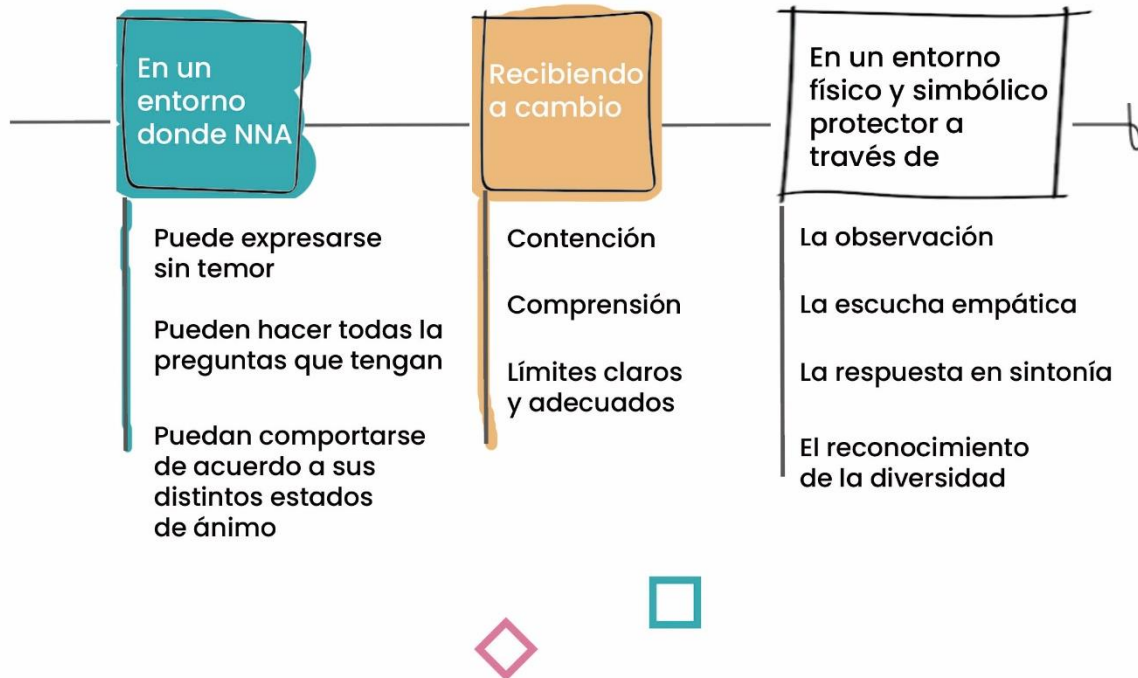 En un
entorno
donde NNA
Puede expresarse
sin temor
Pueden hacer todas la
preguntas que tengan
Puedan comportarse
de acuerdo a sus
distintos estados
de ánimo
Recibiendo
a cambio
Contención
Comprensión
Límites claros
y adecuados
En un entorno
físico y simbólico
protector a
través de
La observación
La escucha empática
La respuesta en sintonía
El reconocimiento
de la diversidad